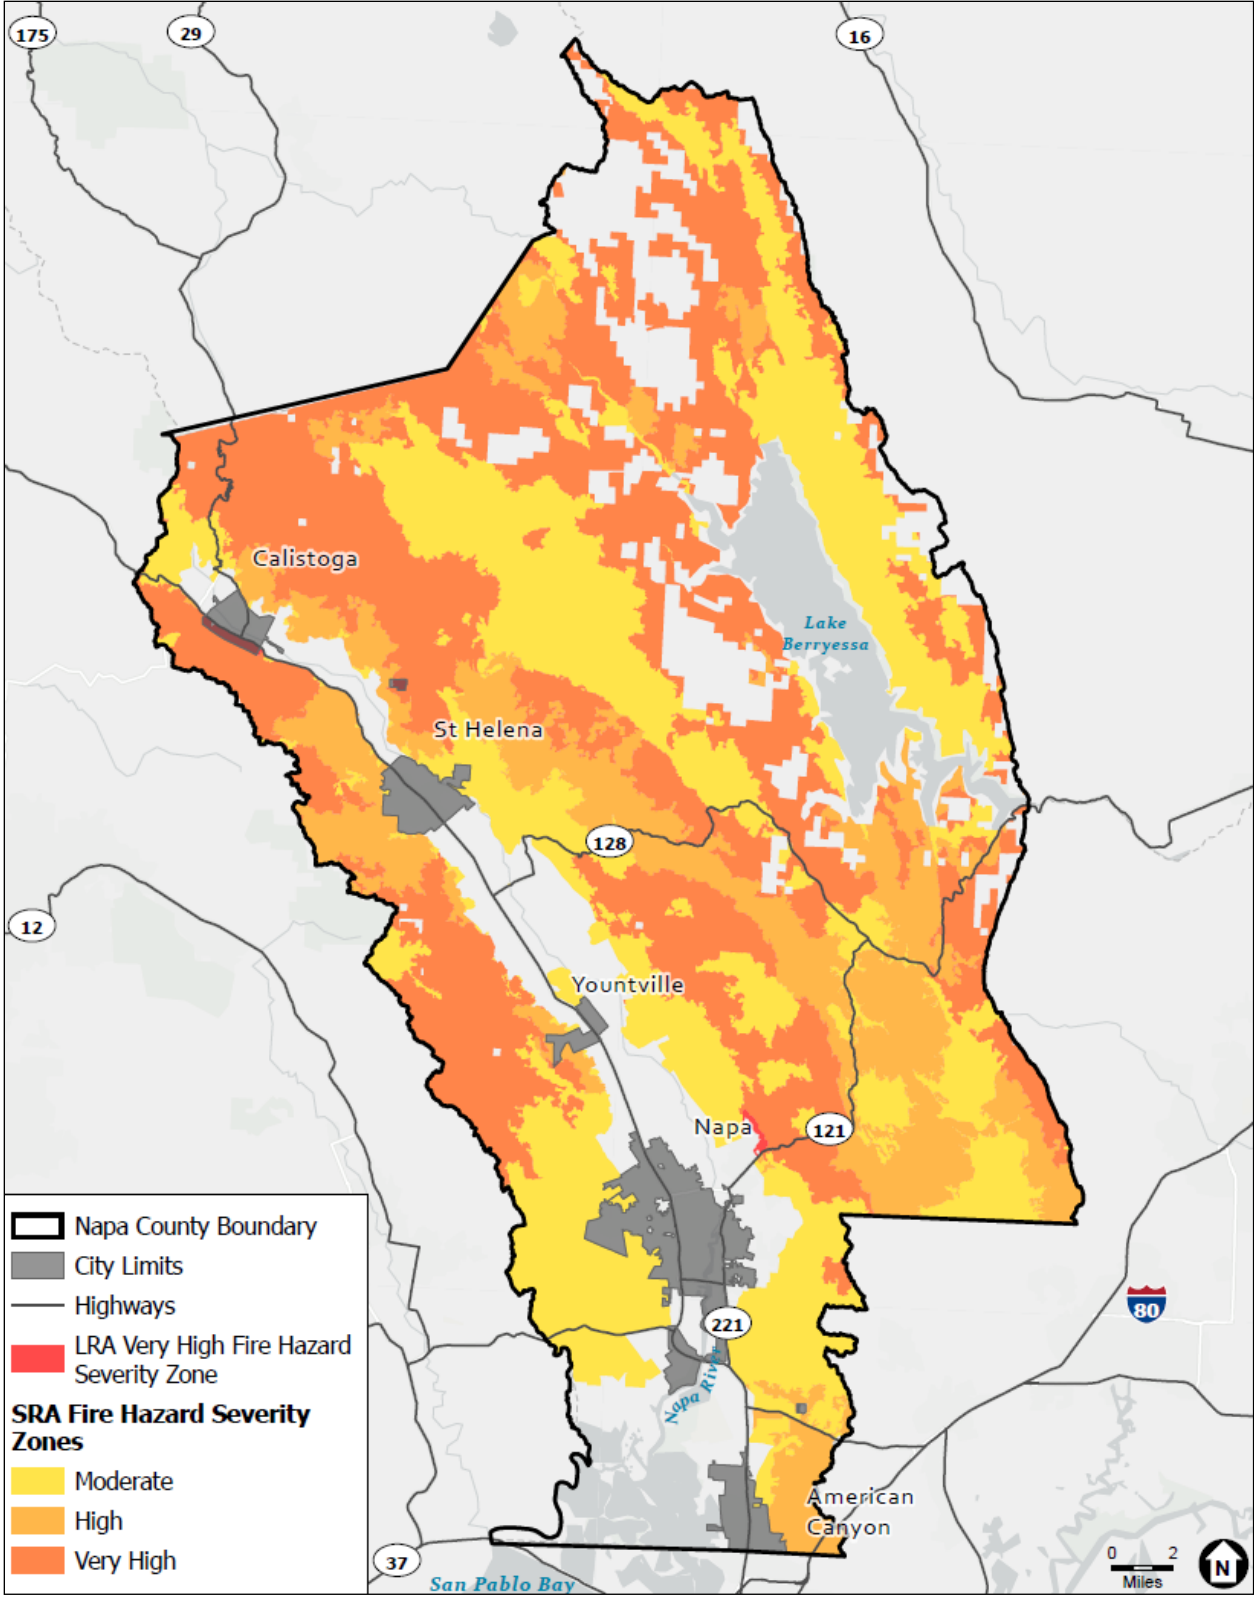 175
29
16
Calistoga
Lake
Berryessa
St Helena
128
12
Yountville
Napa
121
80
221
Napa River
American
Canyon
37
San Pablo Bay
Napa County Boundary
City Limits
Highways
LRA Very High Fire Hazard
Severity Zone
SRA Fire Hazard Severity
Zones
Moderate
High
Very High
0 2
Miles
N